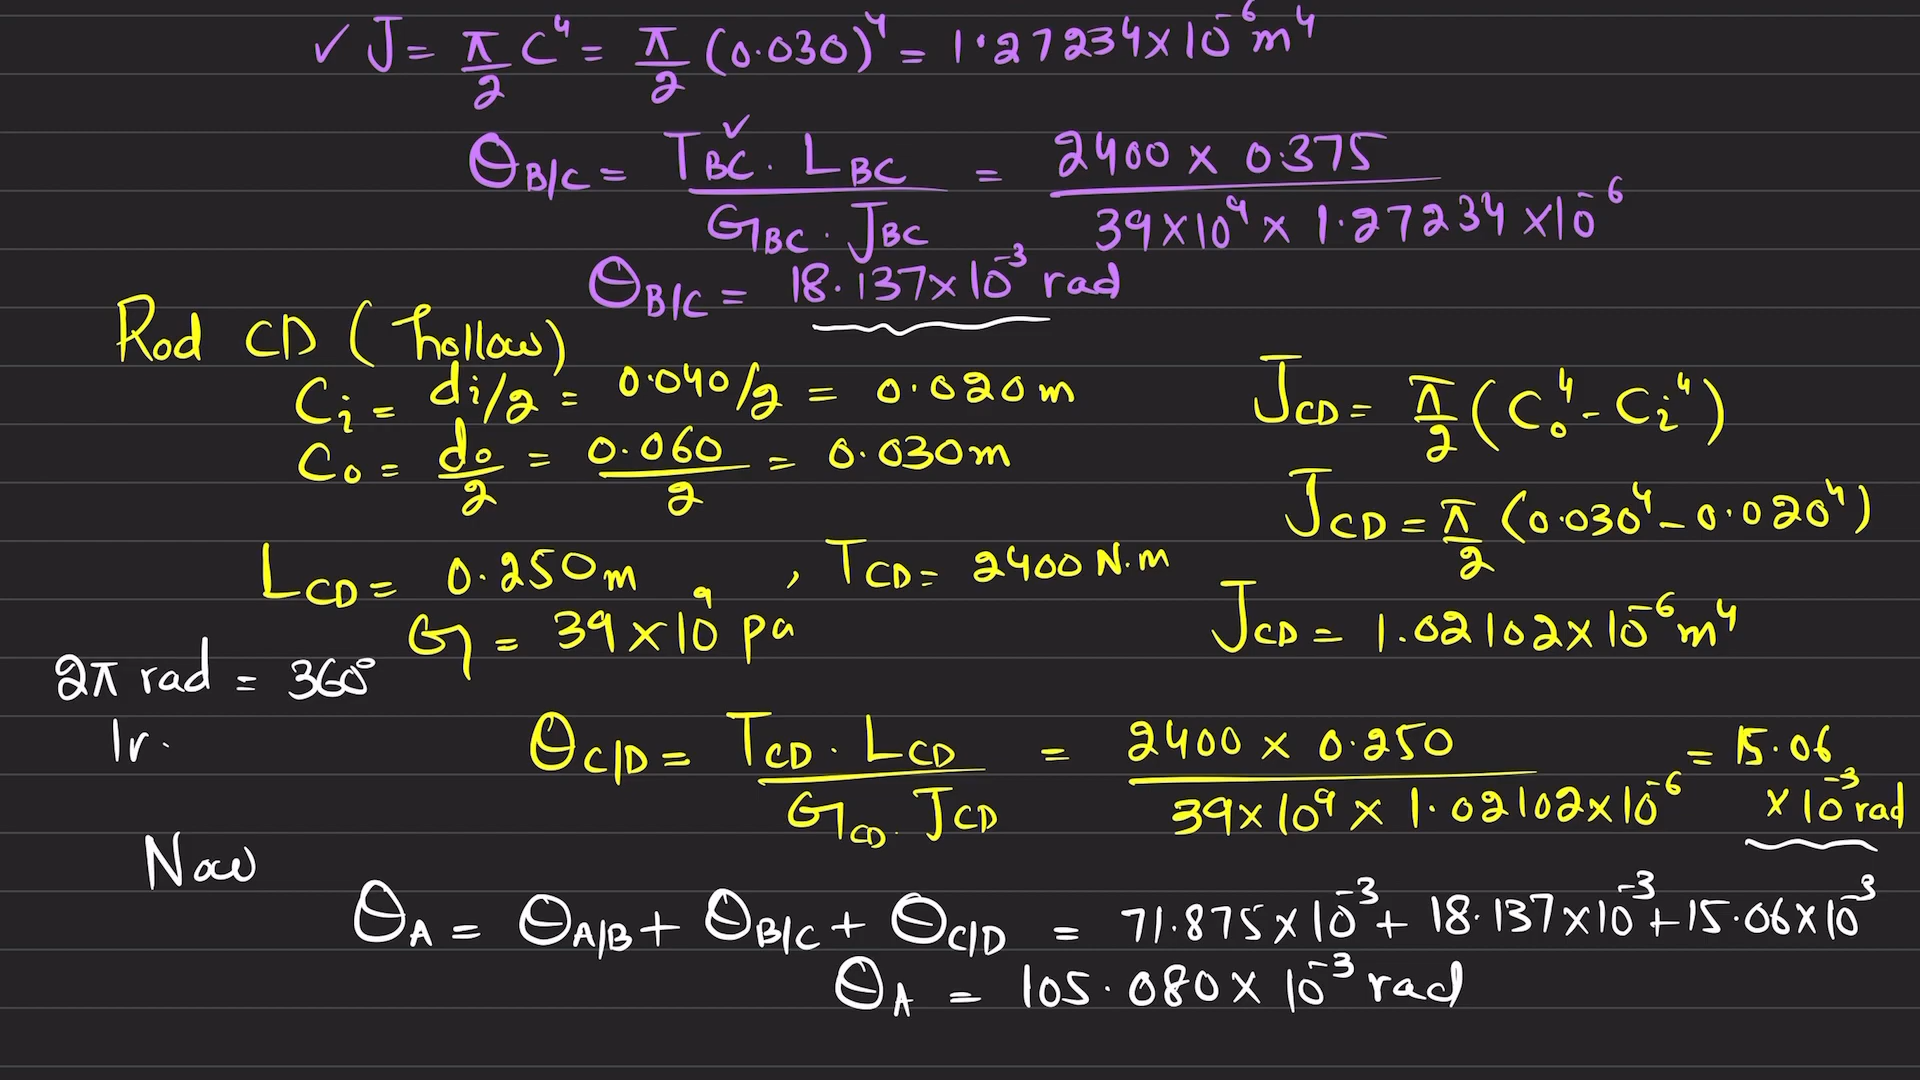 ✓ J = π/2 C⁴ = π/2 (0.030)⁴ = 1.27234×10⁻⁶ m⁴
θB/C = TBC✓ · LBC / GBC · JBC = 2400 × 0.375 / 39×10⁹ × 1.27234×10⁻⁶
θB/C = 18.137×10⁻³ rad
Rod CD (hollow)
Ci = di/2 = 0.040/2 = 0.020m
Co = do/2 = 0.060/2 = 0.030m
JCD = π/2 (Co⁴ - Ci⁴)
JCD = π/2 (0.030⁴ - 0.020⁴)
LCD = 0.250m , TCD = 2400 N.m
G = 39×10⁹ pa
JCD = 1.02102×10⁻⁶ m⁴
2π rad = 360°
1r.
θC/D = TCD · LCD / GCD · JCD = 2400 × 0.250 / 39×10⁹ × 1.02102×10⁻⁶ = 15.06 ×10⁻³ rad
Now
θA = θA/B + θB/C + θC/D = 71.875×10⁻³ + 18.137×10⁻³ + 15.06×10⁻³
θA = 105.080×10⁻³ rad